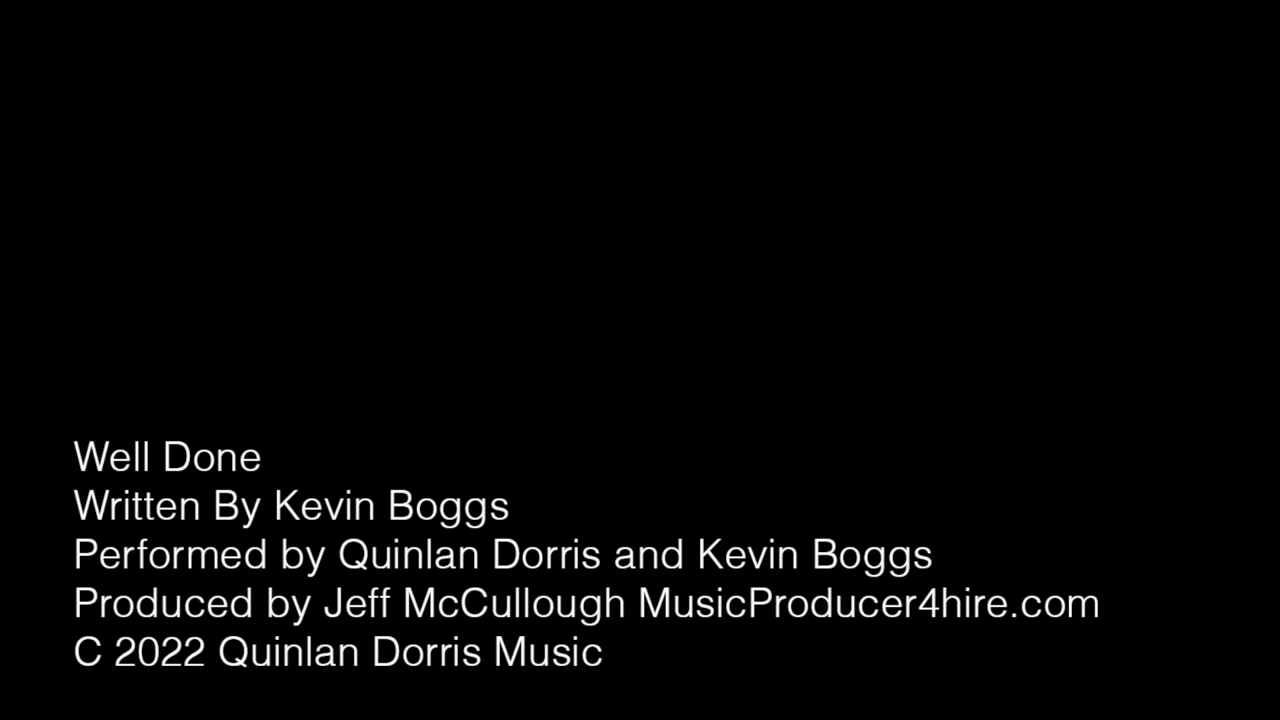 Well Done
Written By Kevin Boggs
Performed by Quinlan Dorris and Kevin Boggs
Produced by Jeff McCullough MusicProducer4hire.com
C 2022 Quinlan Dorris Music